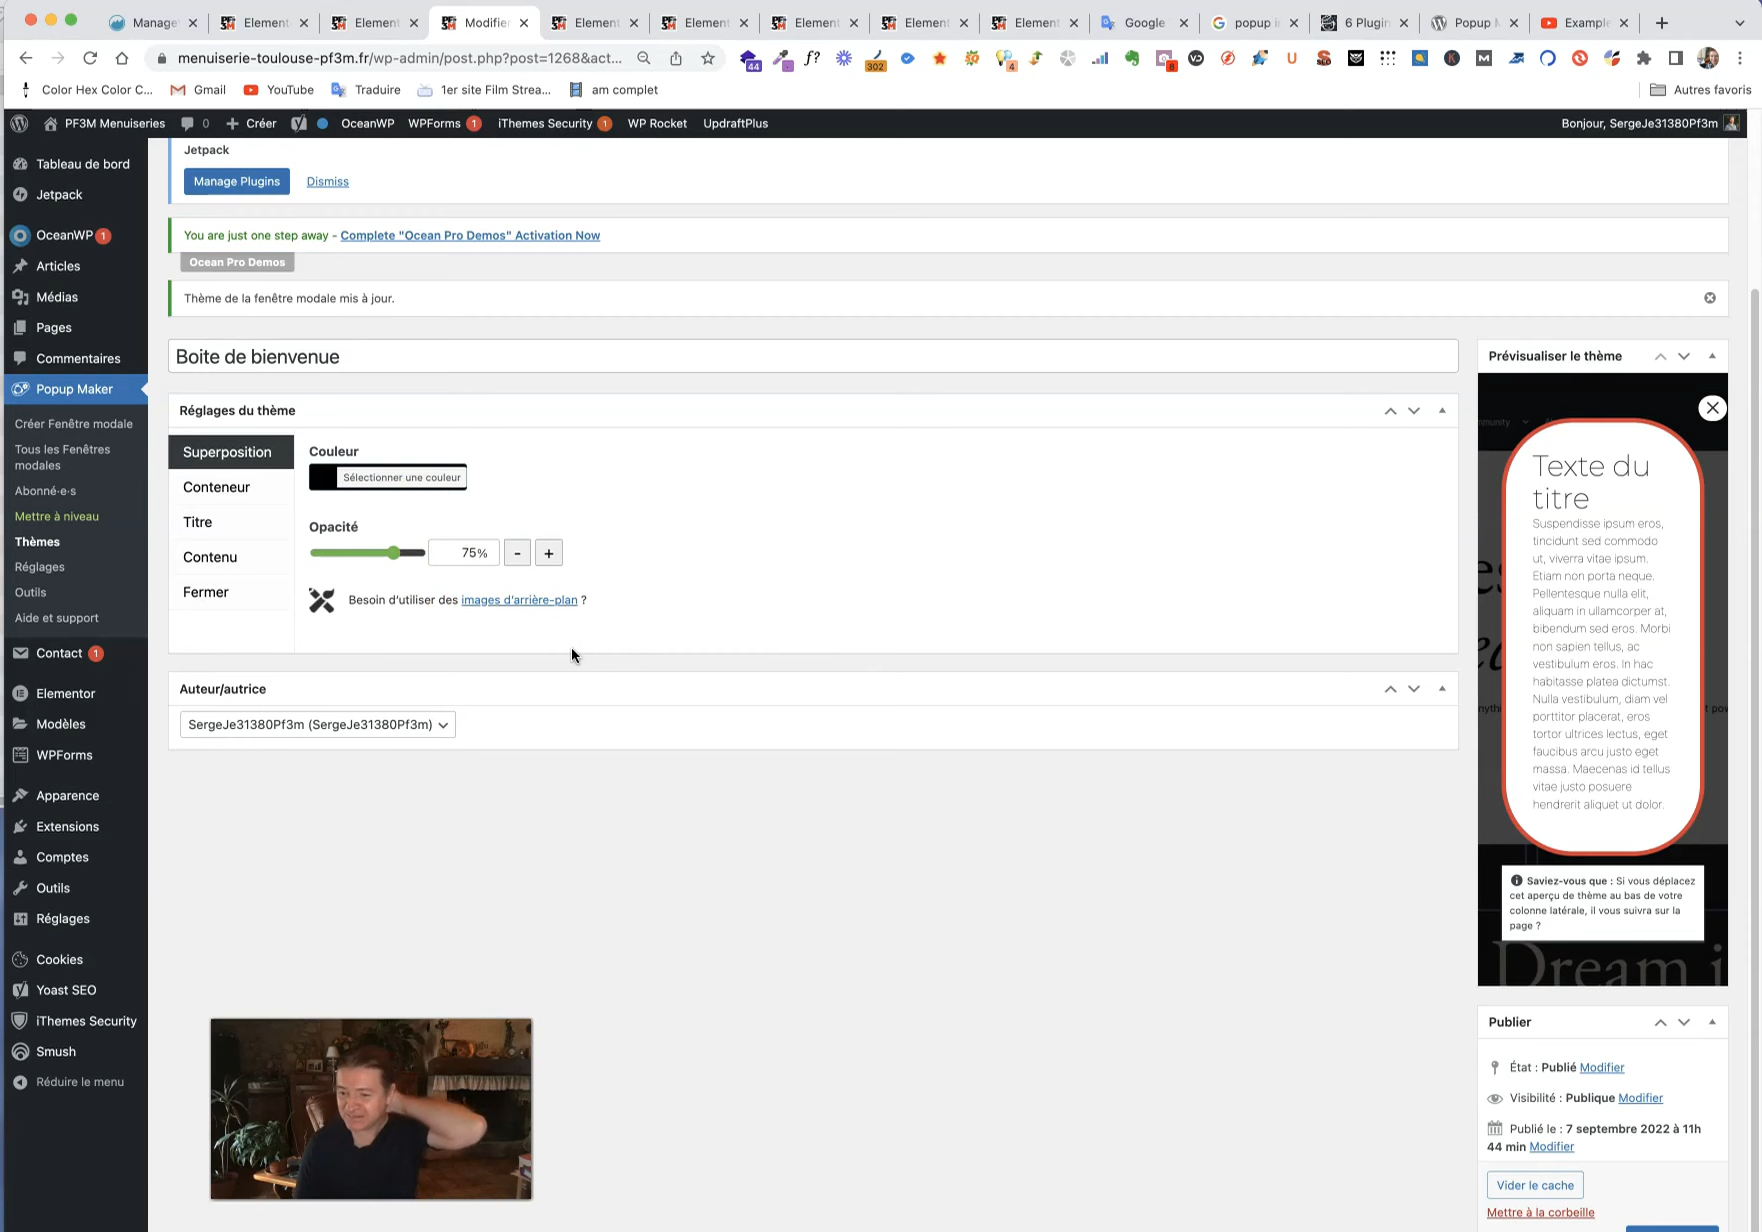 Manage
Element
Element
Modifier
Element
Element
Element
Element
Element
Google
popup i
6 Plugin
Popup M
Example
menuiserie-toulouse-pf3m.fr/wp-admin/post.php?post=1268&act...
44
f?
302
4
8
Color Hex Color C...
Gmail
YouTube
Traduire
1er site Film Strea...
am complet
Autres favoris
PF3M Menuiseries
0
Créer
OceanWP
WPForms 1
iThemes Security 1
WP Rocket
UpdraftPlus
Bonjour, SergeJe31380Pf3m
Tableau de bord
Jetpack
OceanWP 1
Articles
Médias
Pages
Commentaires
Popup Maker
Créer Fenêtre modale
Tous les Fenêtres
modales
Abonné·e·s
Mettre à niveau
Thèmes
Réglages
Outils
Aide et support
Contact 1
Elementor
Modèles
WPForms
Apparence
Extensions
Comptes
Outils
Réglages
Cookies
Yoast SEO
iThemes Security
Smush
Réduire le menu
Jetpack
Manage Plugins
Dismiss
You are just one step away - Complete "Ocean Pro Demos" Activation Now
Ocean Pro Demos
Thème de la fenêtre modale mis à jour.
Boite de bienvenue
Réglages du thème
Superposition
Conteneur
Titre
Contenu
Fermer
Couleur
Sélectionner une couleur
Opacité
75%
-
+
Besoin d'utiliser des images d'arrière-plan ?
Auteur/autrice
SergeJe31380Pf3m (SergeJe31380Pf3m)
Prévisualiser le thème
Texte du
titre
Suspendisse ipsum eros,
tincidunt sed commodo
ut, viverra vitae ipsum.
Etiam non porta neque.
Pellentesque nulla elit,
aliquam in ullamcorper at,
bibendum sed eros. Morbi
non sapien tellus, ac
vestibulum eros. In hac
habitasse platea dictumst.
Nulla vestibulum, diam vel
porttitor placerat, eros
tortor ultrices lectus, eget
faucibus arcu justo eget
massa. Maecenas id tellus
vitae justo posuere
hendrerit aliquet ut dolor.
Saviez-vous que : Si vous déplacez
cet aperçu de thème au bas de votre
colonne latérale, il vous suivra sur la
page ?
Dream i
Publier
État : Publié Modifier
Visibilité : Publique Modifier
Publié le : 7 septembre 2022 à 11h
44 min Modifier
Vider le cache
Mettre à la corbeille